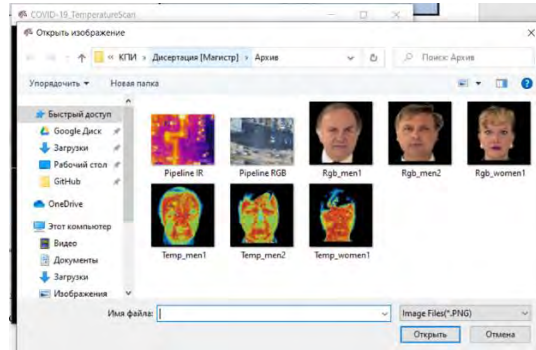 COVID-19_TemperatureScan
Открыть изображение
« КПИ › Дисертация [Магистр] › Архив
Поиск: Архив
Упорядочить
Новая папка
Быстрый доступ
Google Диск
Загрузки
Рабочий стол
GitHub
OneDrive
Этот компьютер
Видео
Документы
Загрузки
Изображения
Pipeline IR
Pipeline RGB
Rgb_men1
Rgb_men2
Rgb_women1
Temp_men1
Temp_men2
Temp_women1
Имя файла:
Image Files(*.PNG)
Открыть
Отмена